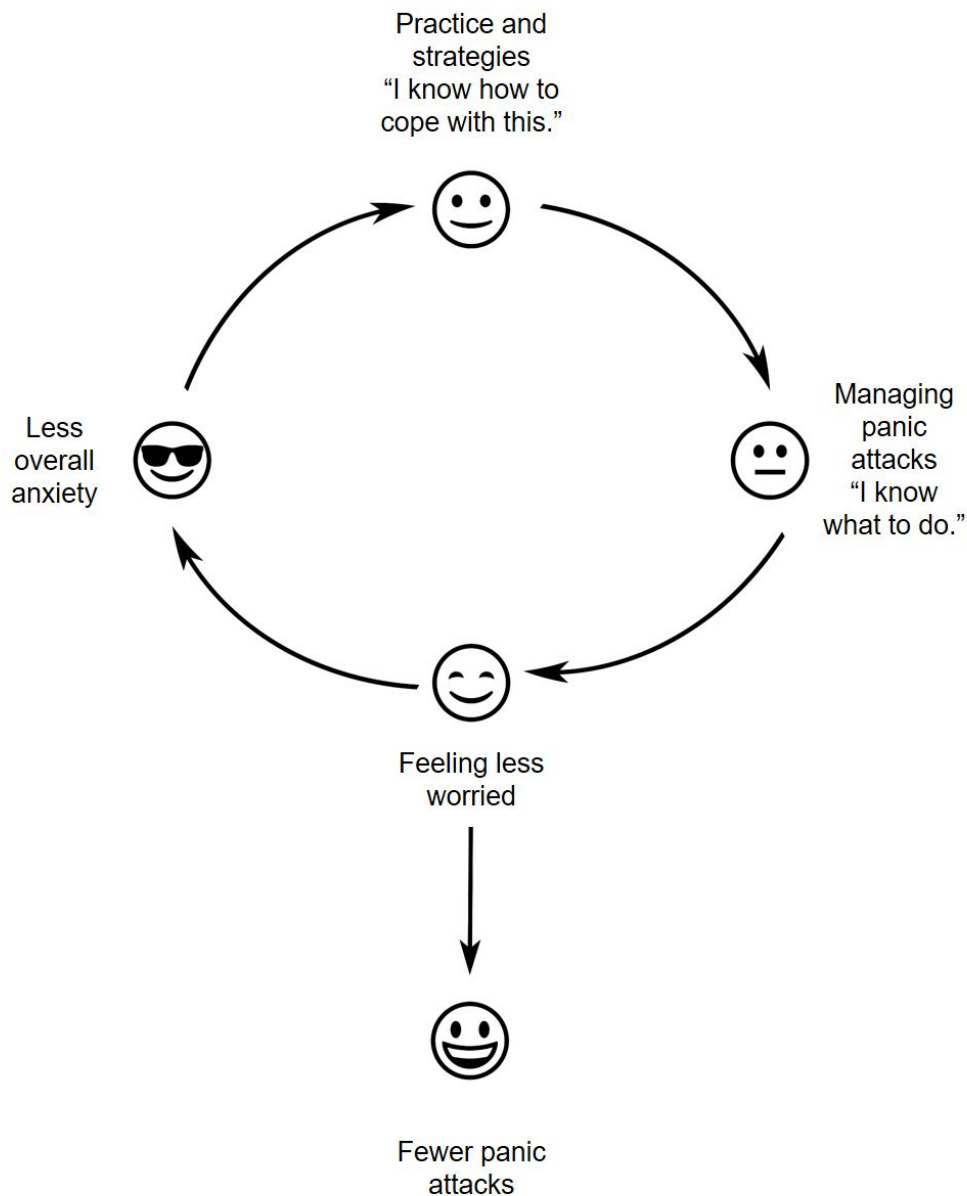 Practice and
strategies
“I know how to
cope with this.”
Managing
panic
attacks
“I know
what to do.”
Less
overall
anxiety
Feeling less
worried
Fewer panic
attacks